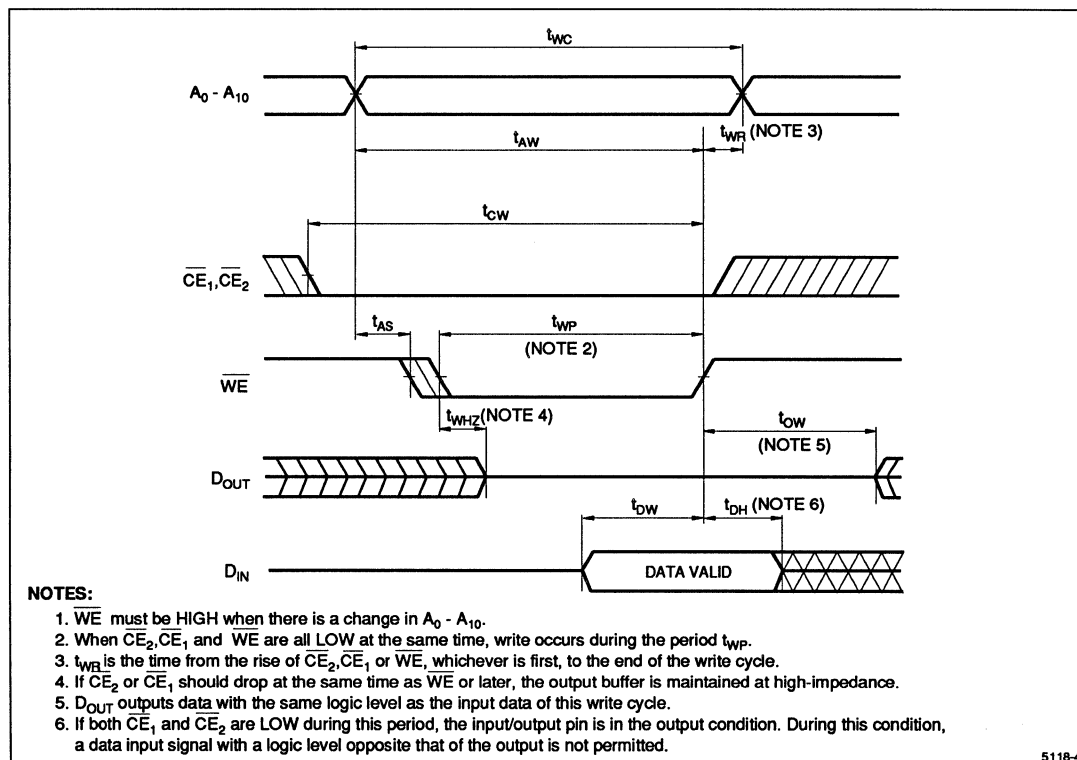 tWC
A0 - A10
tWR (NOTE 3)
tAW
tCW
CE1,CE2
tAS
tWP
(NOTE 2)
WE
tWHZ(NOTE 4)
tOW
(NOTE 5)
DOUT
tDW
tDH (NOTE 6)
DIN
DATA VALID
NOTES:
1. WE must be HIGH when there is a change in A0 - A10.
2. When CE2,CE1 and WE are all LOW at the same time, write occurs during the period tWP.
3. tWR is the time from the rise of CE2,CE1 or WE, whichever is first, to the end of the write cycle.
4. If CE2 or CE1 should drop at the same time as WE or later, the output buffer is maintained at high-impedance.
5. DOUT outputs data with the same logic level as the input data of this write cycle.
6. If both CE1 and CE2 are LOW during this period, the input/output pin is in the output condition. During this condition,
a data input signal with a logic level opposite that of the output is not permitted.